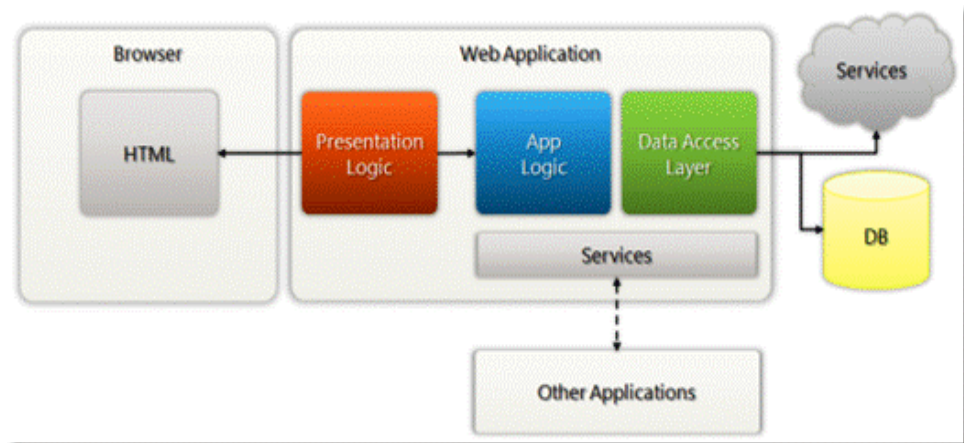 Browser
Web Application
Services
HTML
Presentation
Logic
App
Logic
Data Access
Layer
DB
Services
Other Applications